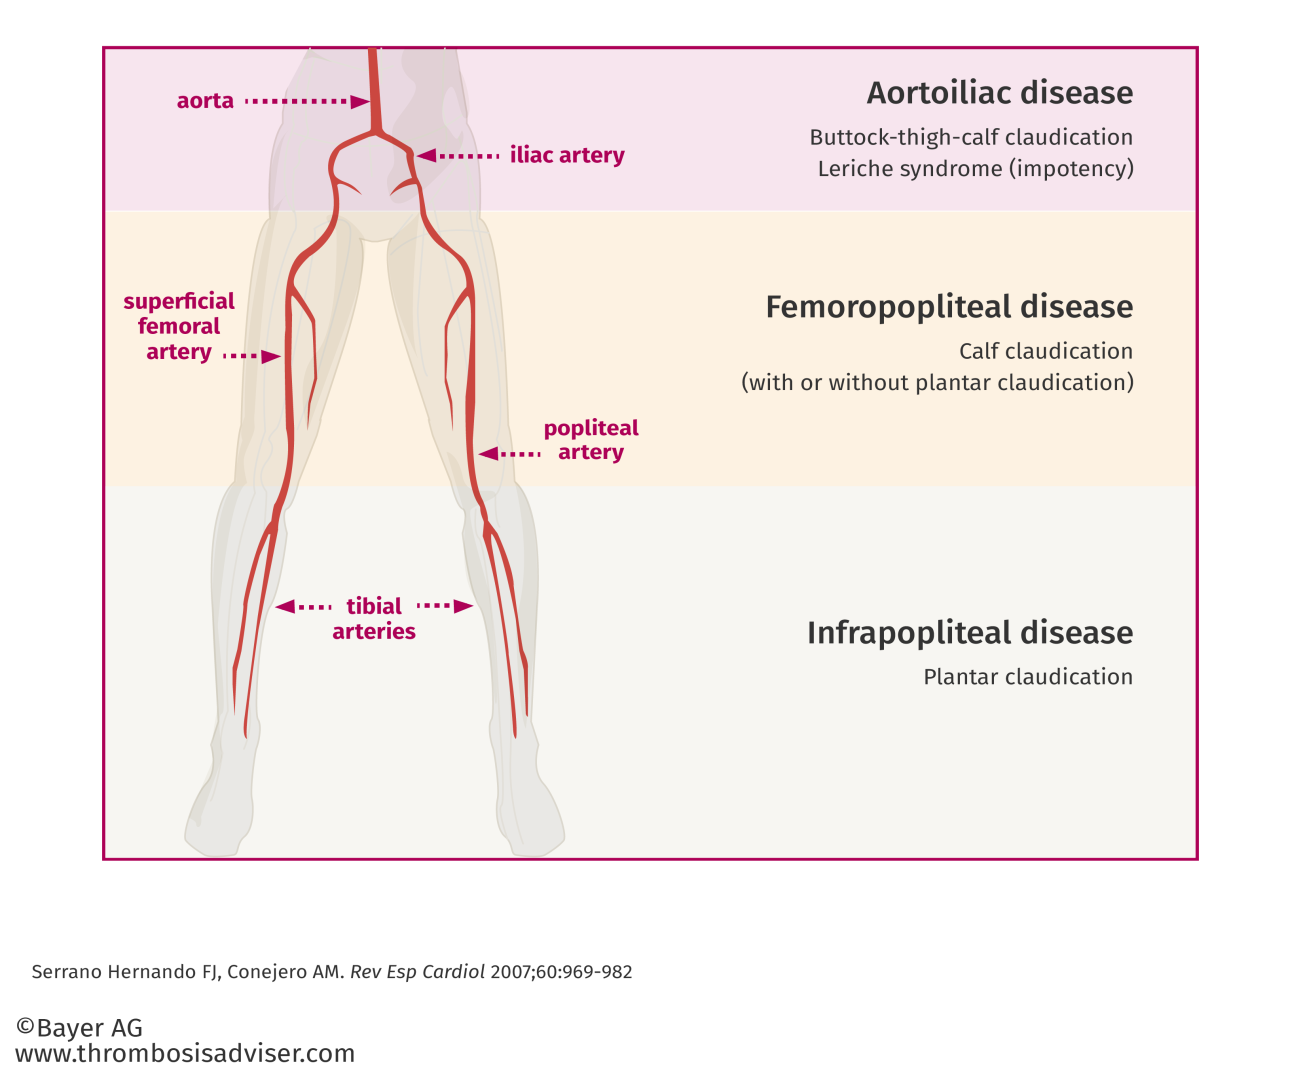 aorta
iliac artery
Aortoiliac disease
Buttock-thigh-calf claudication
Leriche syndrome (impotency)
superficial
femoral
artery
Femoropopliteal disease
Calf claudication
(with or without plantar claudication)
popliteal
artery
tibial
arteries
Infrapopliteal disease
Plantar claudication
Serrano Hernando FJ, Conejero AM. Rev Esp Cardiol 2007;60:969-982
©Bayer AG
www.thrombosisadviser.com